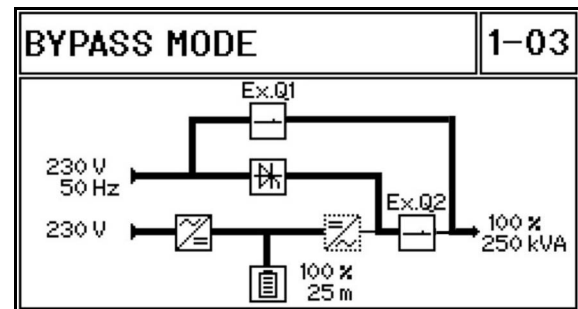 BYPASS MODE
1-03
Ex.Q1
230 V
50 Hz
Ex.Q2
230 V
100 %
250 kVA
100 %
25 m